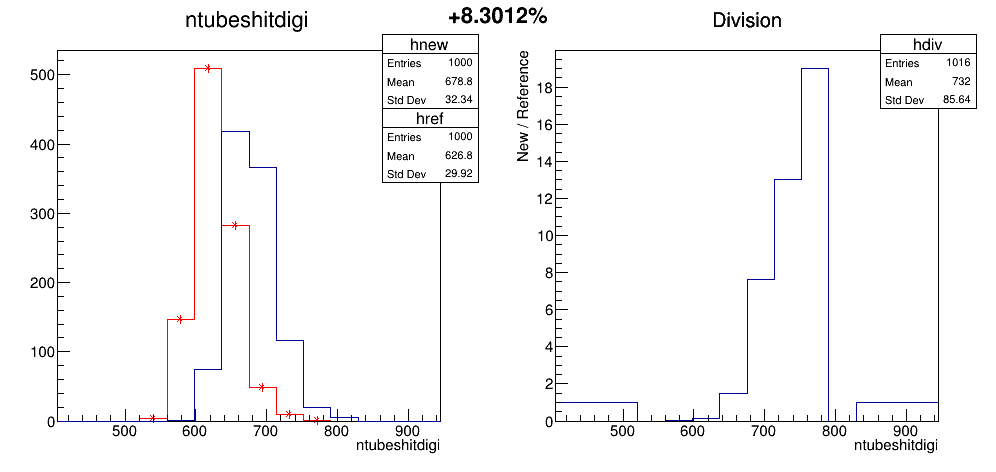 ntubeshitdigi
+8.3012%
Division
hnew
Entries 1000
Mean 678.8
Std Dev 32.34
href
Entries 1000
Mean 626.8
Std Dev 29.92
500
400
300
200
100
0
500 600 700 800 900
ntubeshitdigi
hdiv
Entries 1016
Mean 732
Std Dev 85.64
New / Reference
18
16
14
12
10
8
6
4
2
0
500 600 700 800 900
ntubeshitdigi